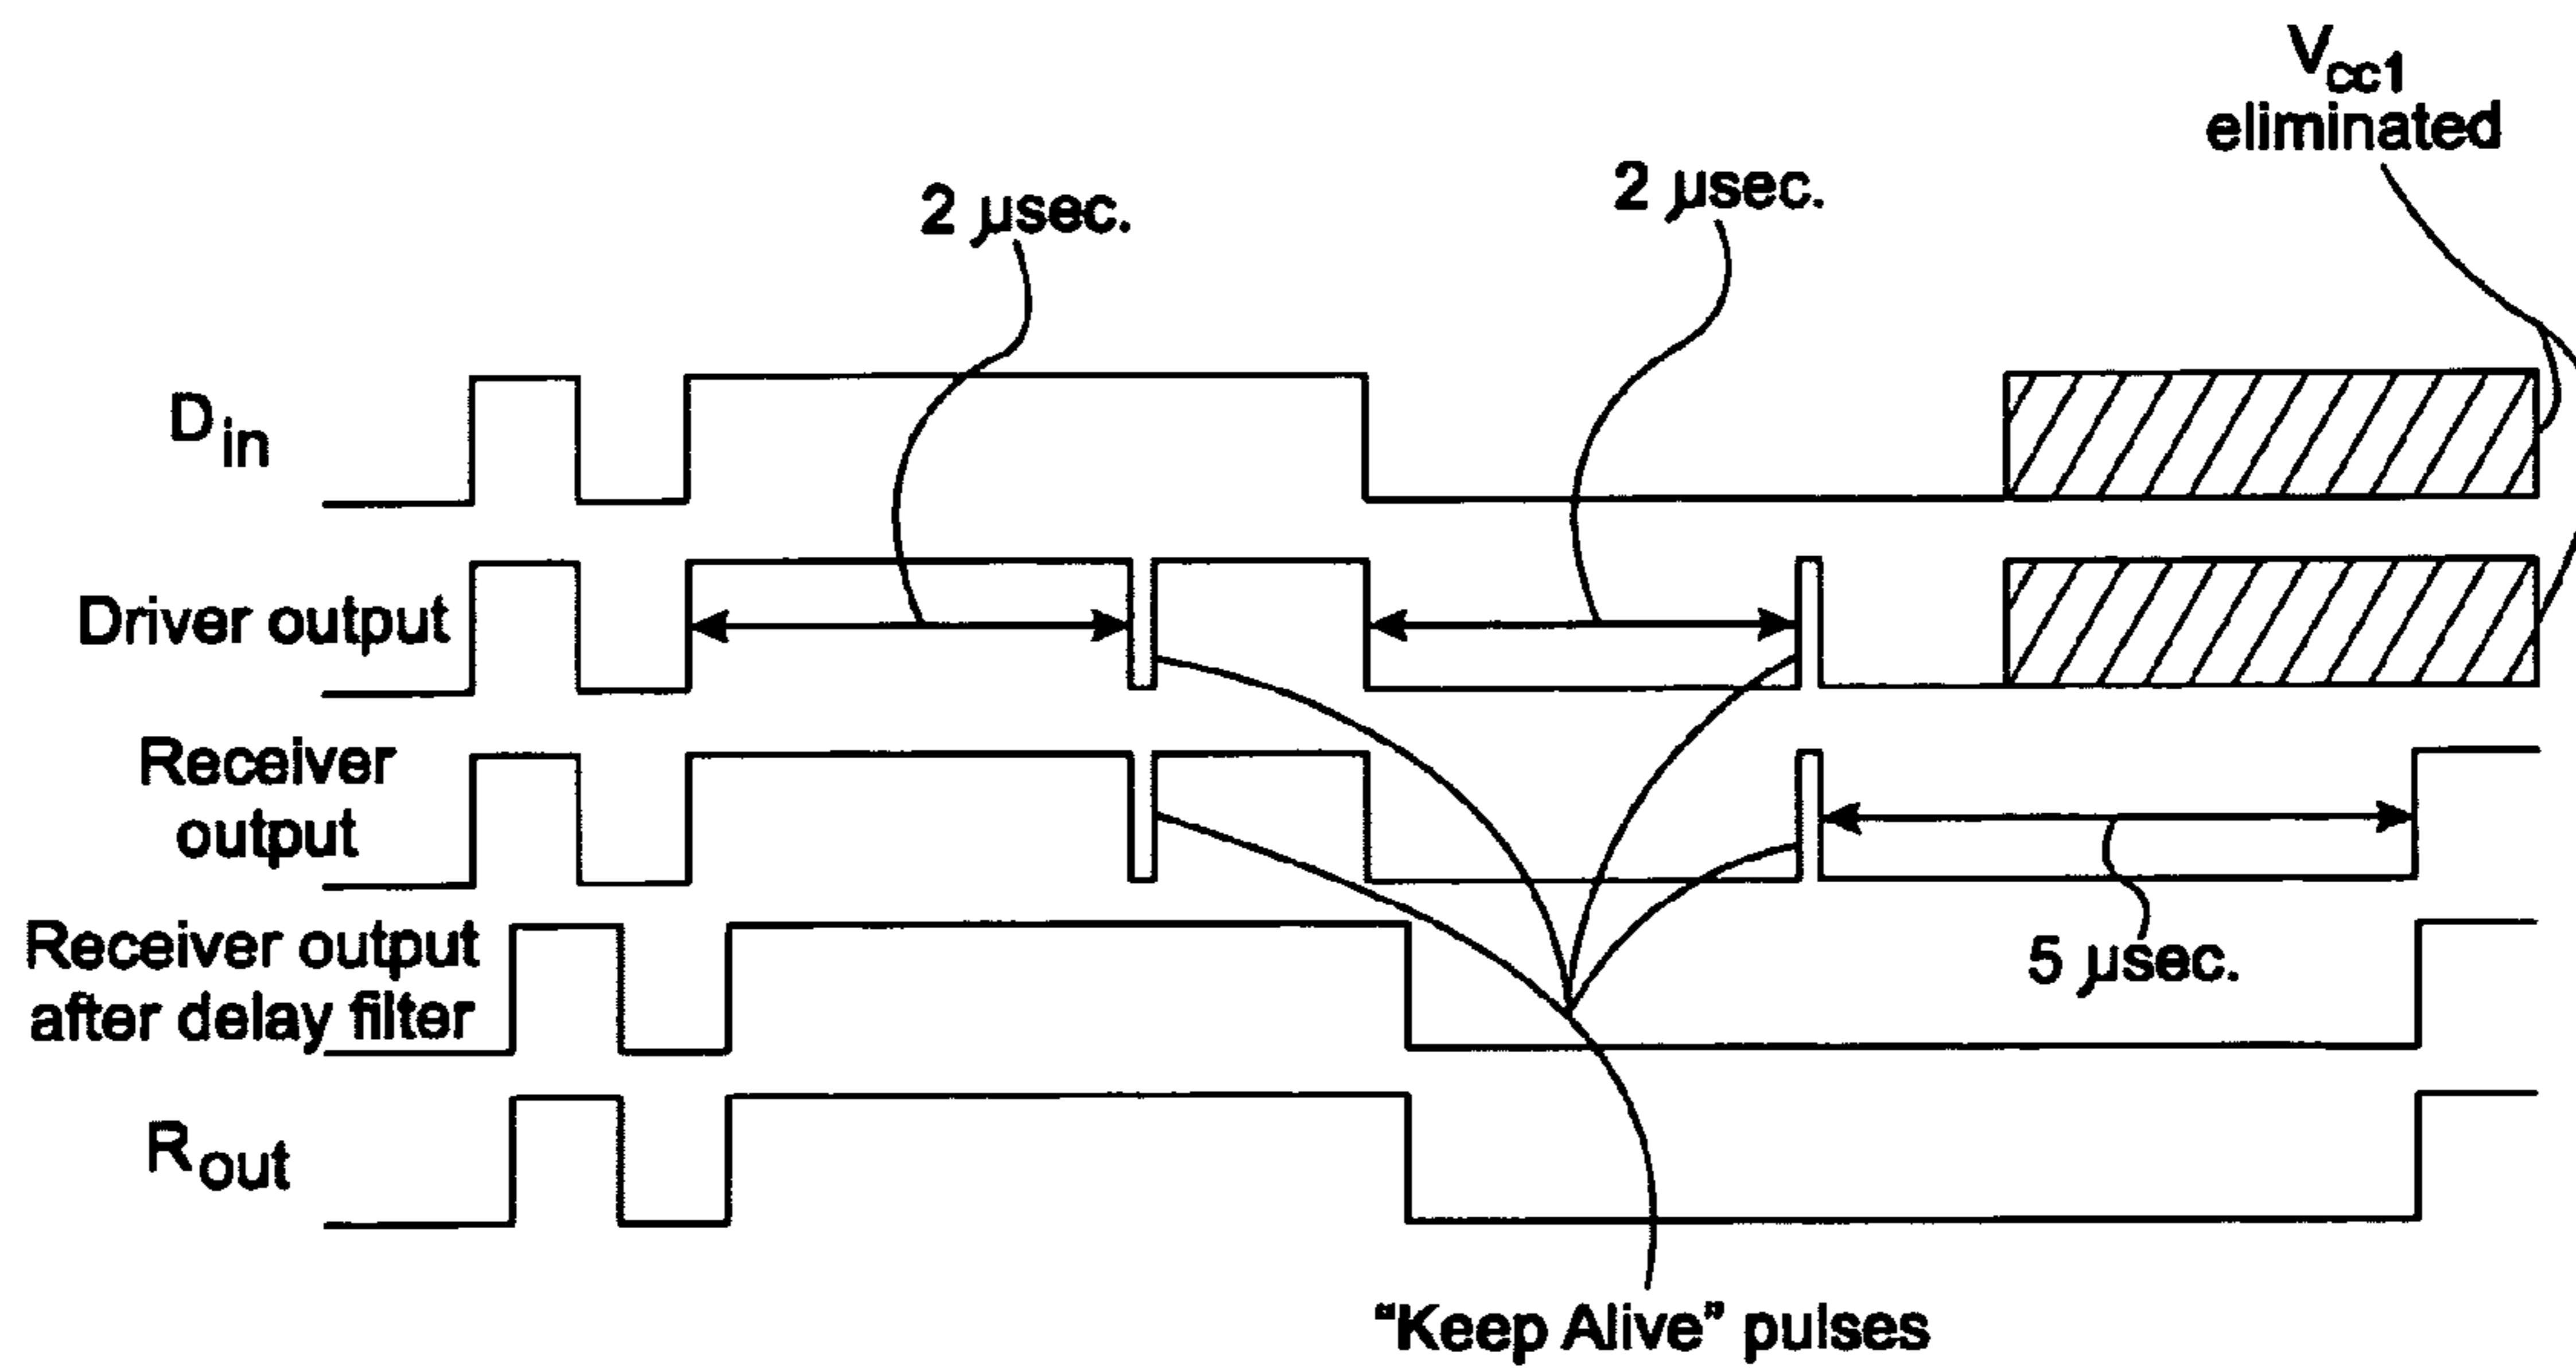 Vcc1
eliminated
2 µsec.
2 µsec.
Din
Driver output
Receiver
output
5 µsec.
Receiver output
after delay filter
Rout
“Keep Alive” pulses